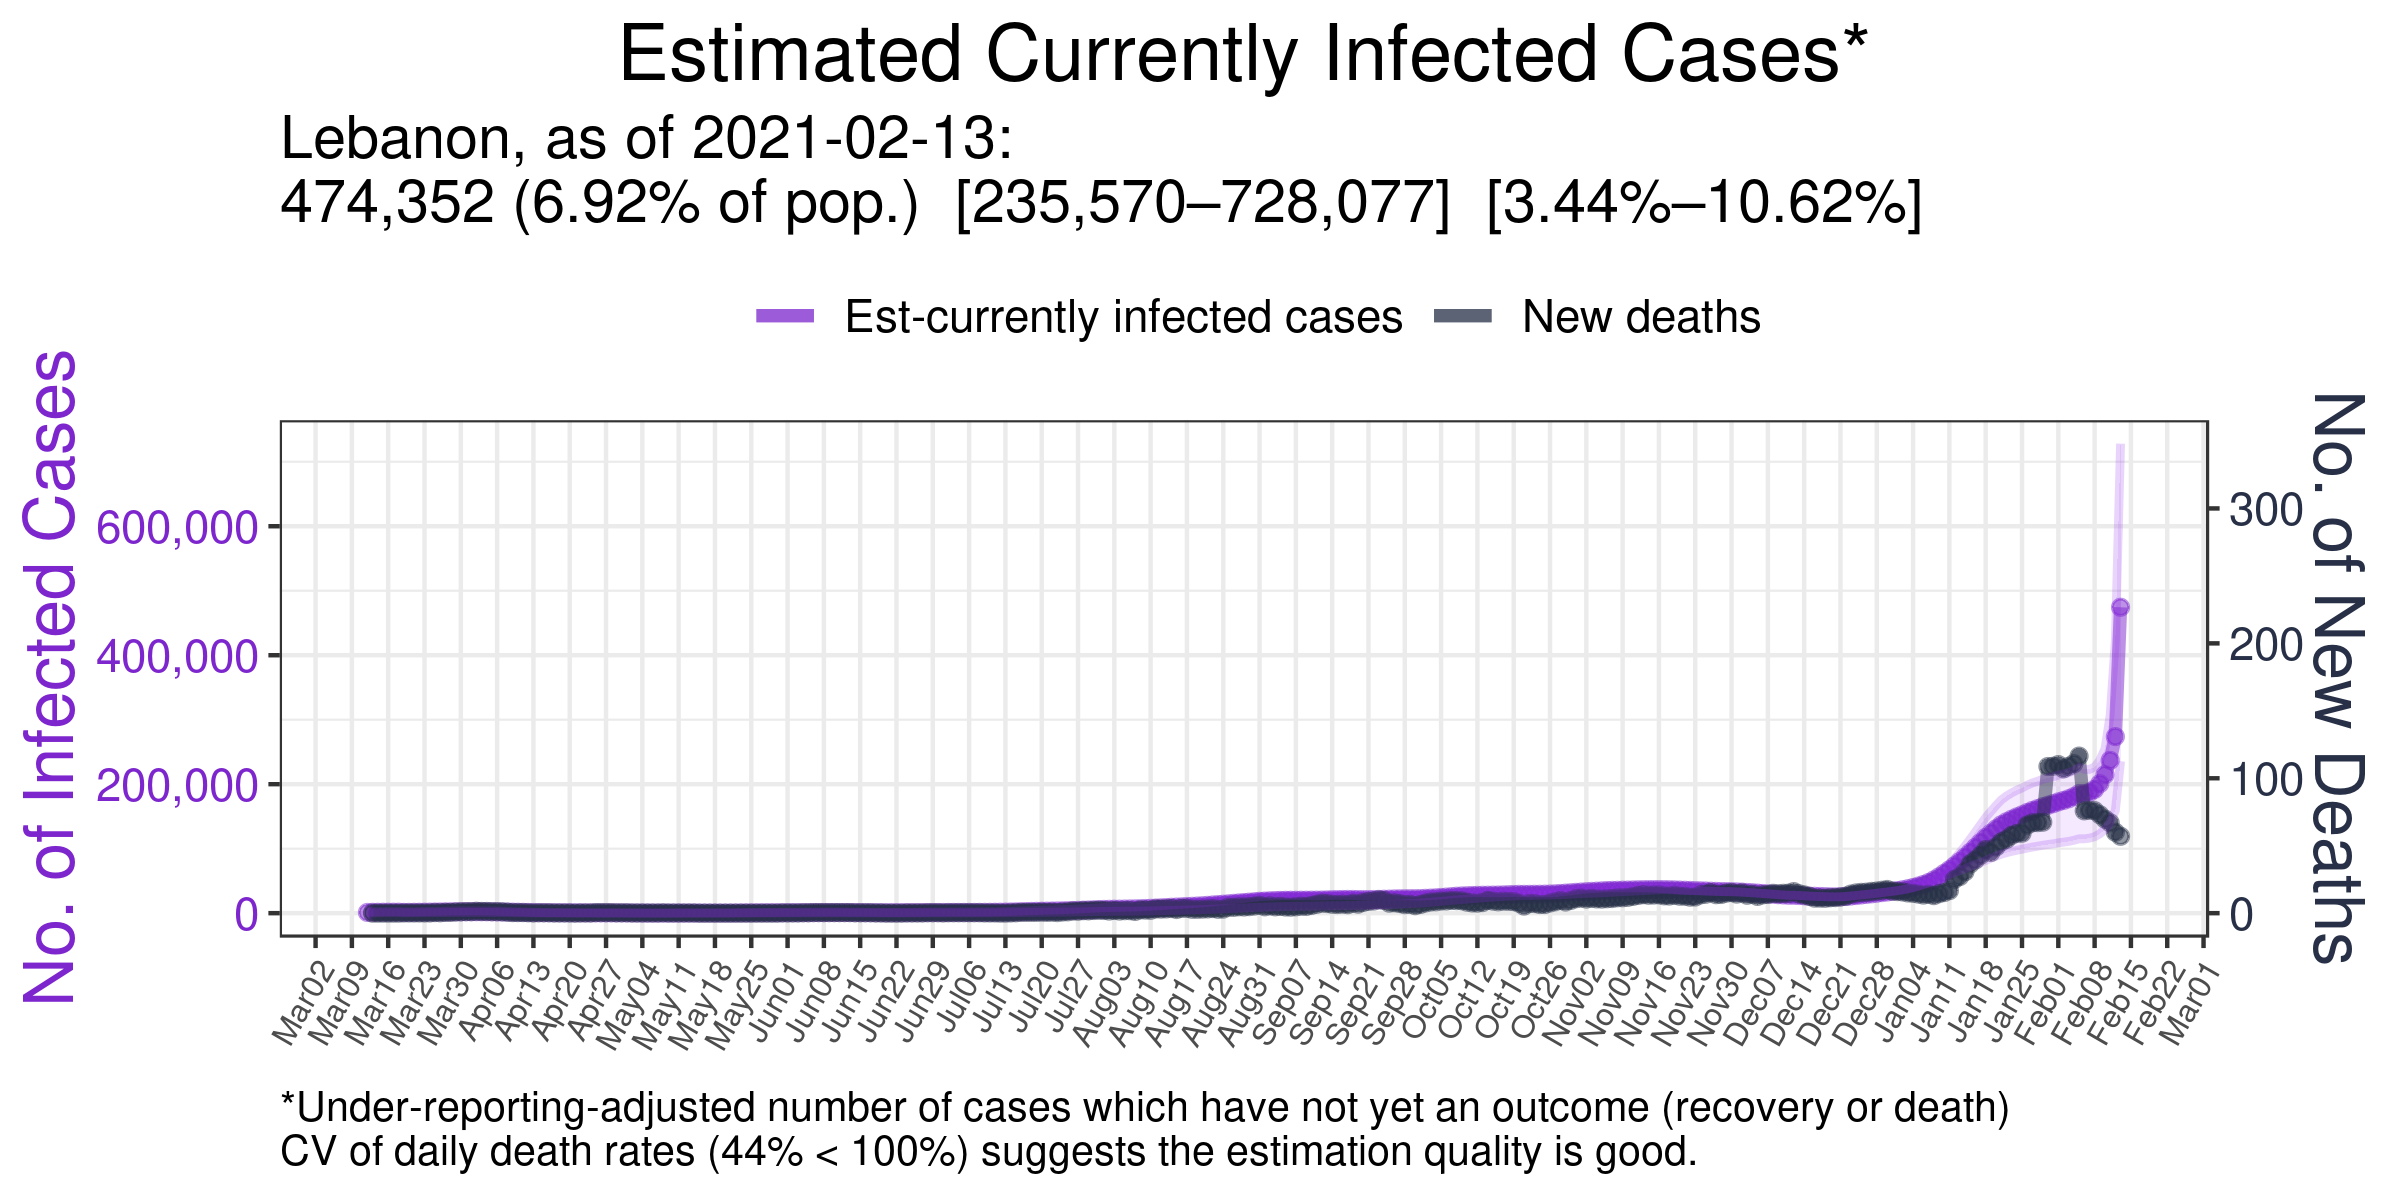 Estimated Currently Infected Cases*
Lebanon, as of 2021-02-13:
474,352 (6.92% of pop.) [235,570–728,077] [3.44%–10.62%]
Est-currently infected cases
New deaths
No. of Infected Cases
600,000
400,000
200,000
0
300
200
100
0
No. of New Deaths
Mar02
Mar09
Mar16
Mar23
Mar30
Apr06
Apr13
Apr20
Apr27
May04
May11
May18
May25
Jun01
Jun08
Jun15
Jun22
Jun29
Jul06
Jul13
Jul20
Jul27
Aug03
Aug10
Aug17
Aug24
Aug31
Sep07
Sep14
Sep21
Sep28
Oct05
Oct12
Oct19
Oct26
Nov02
Nov09
Nov16
Nov23
Nov30
Dec07
Dec14
Dec21
Dec28
Jan04
Jan11
Jan18
Jan25
Feb01
Feb08
Feb15
Feb22
Mar01
*Under-reporting-adjusted number of cases which have not yet an outcome (recovery or death)
CV of daily death rates (44% < 100%) suggests the estimation quality is good.